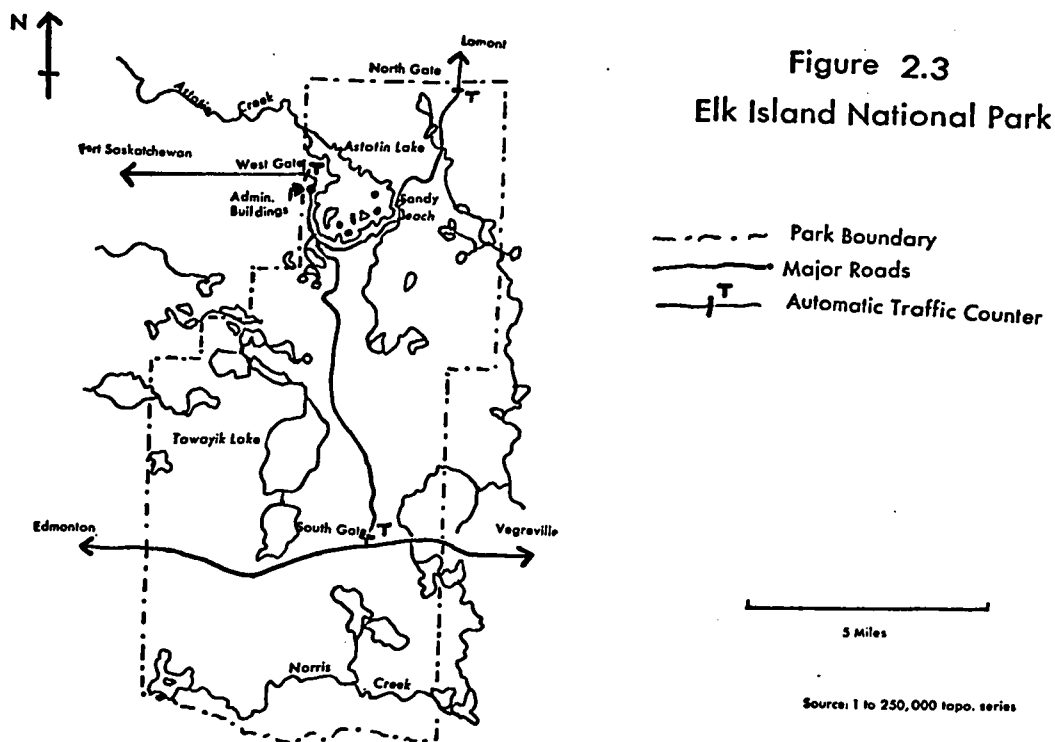 N
Lamont
North Gate
T
Astotin Creek
Astotin Lake
Fort Saskatchewan
West Gate
T
Admin.
Buildings
Sandy
Beach
Tawayik Lake
Edmonton
South Gate
T
Vegreville
Norris Creek
Figure 2.3
Elk Island National Park
Park Boundary
Major Roads
T
Automatic Traffic Counter
5 Miles
Source: 1 to 250,000 topo. series